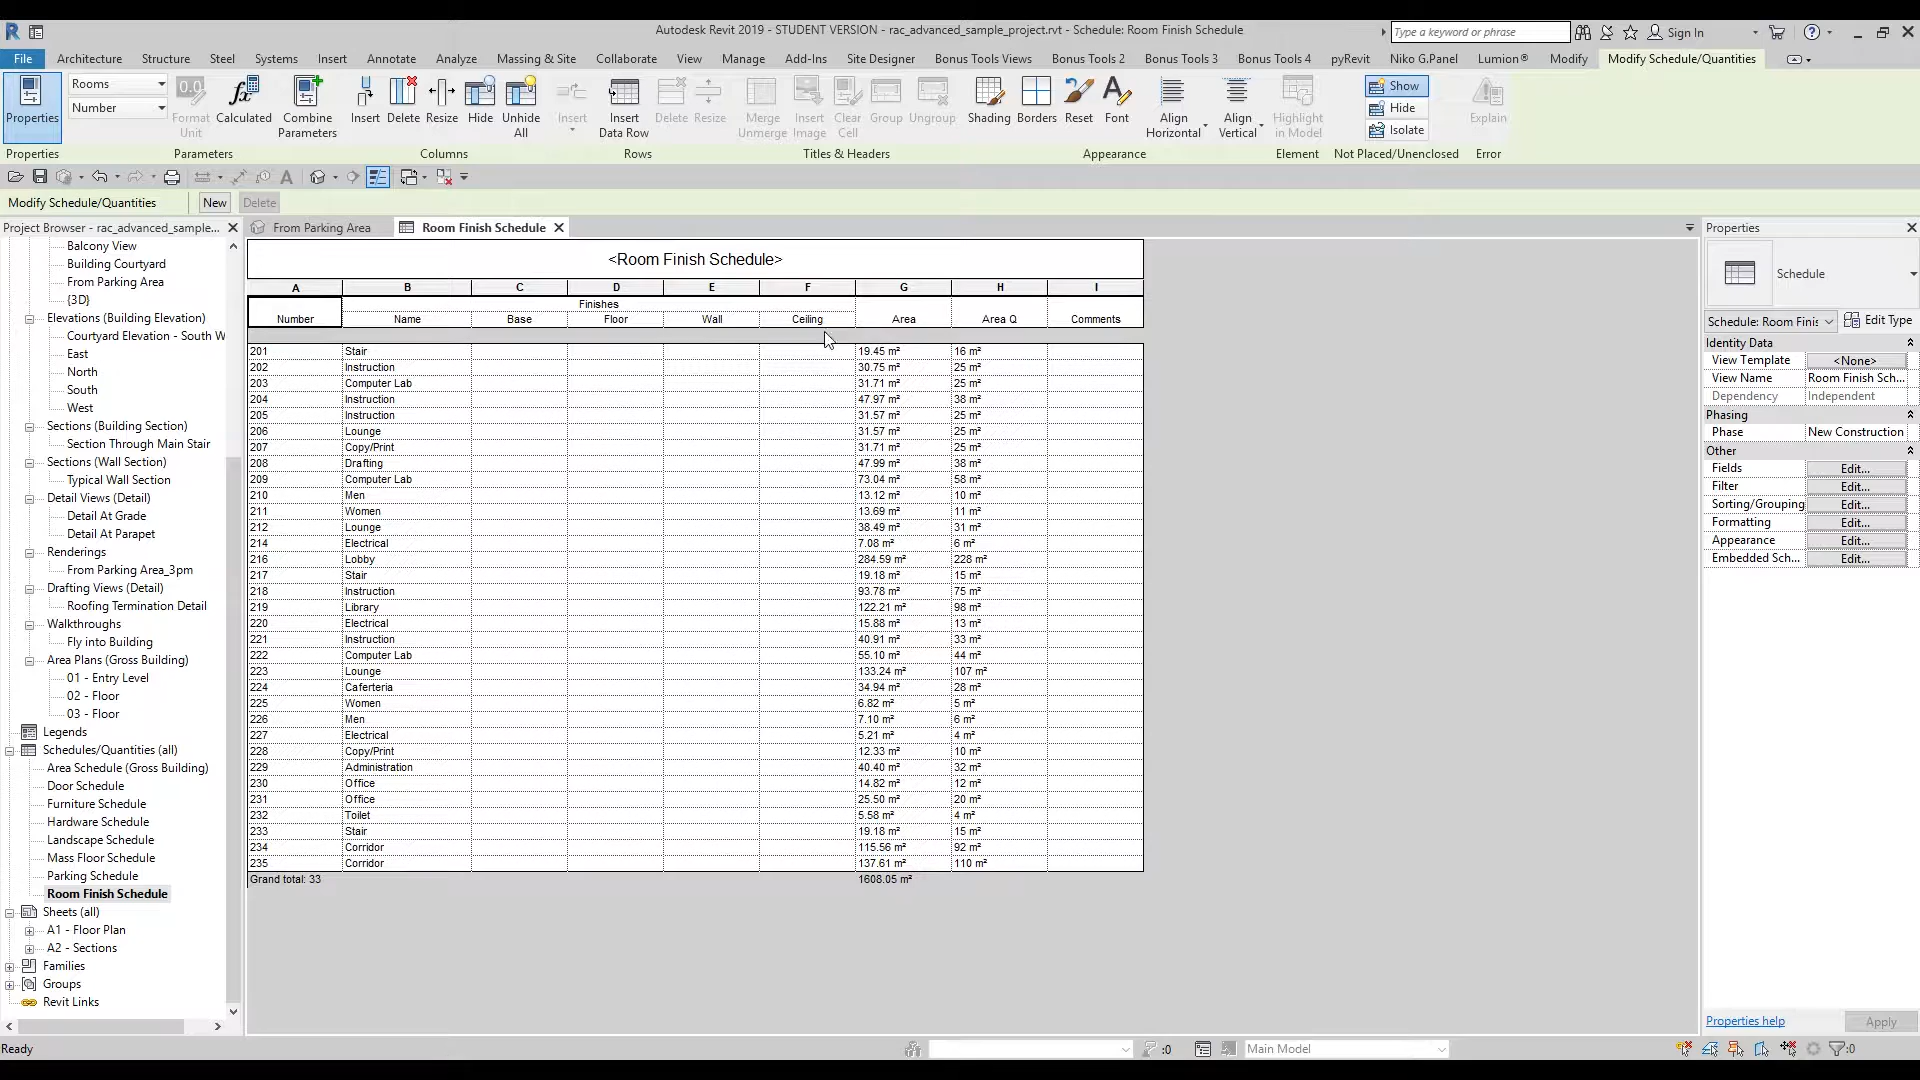 Autodesk Revit 2019 - STUDENT VERSION - rac_advanced_sample_project.rvt - Schedule: Room Finish Schedule
Type a keyword or phrase
Sign In
File Architecture Structure Steel Systems Insert Annotate Analyze Massing & Site Collaborate View Manage Add-Ins Site Designer Bonus Tools Views Bonus Tools 2 Bonus Tools 3 Bonus Tools 4 pyRevit Niko G.Panel Lumion® Modify Modify Schedule/Quantities
Rooms
Number
Properties
Format Unit
Calculated
Combine Parameters
Insert
Delete
Resize
Hide
Unhide All
Insert
Insert Data Row
Delete
Resize
Merge Unmerge
Insert Image
Clear Cell
Group
Ungroup
Shading
Borders
Reset
Font
Align Horizontal
Align Vertical
Highlight in Model
Show
Hide
Isolate
Explain
Properties Parameters Columns Rows Titles & Headers Appearance Element Not Placed/Unenclosed Error
Modify Schedule/Quantities New Delete
Project Browser - rac_advanced_sample...
Balcony View
Building Courtyard
From Parking Area
{3D}
Elevations (Building Elevation)
Courtyard Elevation - South W
East
North
South
West
Sections (Building Section)
Section Through Main Stair
Sections (Wall Section)
Typical Wall Section
Detail Views (Detail)
Detail At Grade
Detail At Parapet
Renderings
From Parking Area_3pm
Drafting Views (Detail)
Roofing Termination Detail
Walkthroughs
Fly into Building
Area Plans (Gross Building)
01 - Entry Level
02 - Floor
03 - Floor
Legends
Schedules/Quantities (all)
Area Schedule (Gross Building)
Door Schedule
Furniture Schedule
Hardware Schedule
Landscape Schedule
Mass Floor Schedule
Parking Schedule
Room Finish Schedule
Sheets (all)
A1 - Floor Plan
A2 - Sections
Families
Groups
Revit Links
From Parking Area
Room Finish Schedule
<Room Finish Schedule>
A B C D E F G H I
Finishes
Number Name Base Floor Wall Ceiling Area Area Q Comments
201 Stair 19.45 m² 16 m²
202 Instruction 30.75 m² 25 m²
203 Computer Lab 31.71 m² 25 m²
204 Instruction 47.97 m² 38 m²
205 Instruction 31.57 m² 25 m²
206 Lounge 31.57 m² 25 m²
207 Copy/Print 31.71 m² 25 m²
208 Drafting 47.99 m² 38 m²
209 Computer Lab 73.04 m² 58 m²
210 Men 13.12 m² 10 m²
211 Women 13.69 m² 11 m²
212 Lounge 38.49 m² 31 m²
214 Electrical 7.08 m² 6 m²
216 Lobby 284.59 m² 228 m²
217 Stair 19.18 m² 15 m²
218 Instruction 93.78 m² 75 m²
219 Library 122.21 m² 98 m²
220 Electrical 15.88 m² 13 m²
221 Instruction 40.91 m² 33 m²
222 Computer Lab 55.10 m² 44 m²
223 Lounge 133.24 m² 107 m²
224 Caferteria 34.94 m² 28 m²
225 Women 6.82 m² 5 m²
226 Men 7.10 m² 6 m²
227 Electrical 5.21 m² 4 m²
228 Copy/Print 12.33 m² 10 m²
229 Administration 40.40 m² 32 m²
230 Office 14.82 m² 12 m²
231 Office 25.50 m² 20 m²
232 Toilet 5.58 m² 4 m²
233 Stair 19.18 m² 15 m²
234 Corridor 115.56 m² 92 m²
235 Corridor 137.61 m² 110 m²
Grand total: 33 1608.05 m²
Properties
Schedule
Schedule: Room Finis Edit Type
Identity Data
View Template <None>
View Name Room Finish Sch...
Dependency Independent
Phasing
Phase New Construction
Other
Fields Edit...
Filter Edit...
Sorting/Grouping Edit...
Formatting Edit...
Appearance Edit...
Embedded Sch... Edit...
Properties help Apply
Ready
:0
Main Model
:0